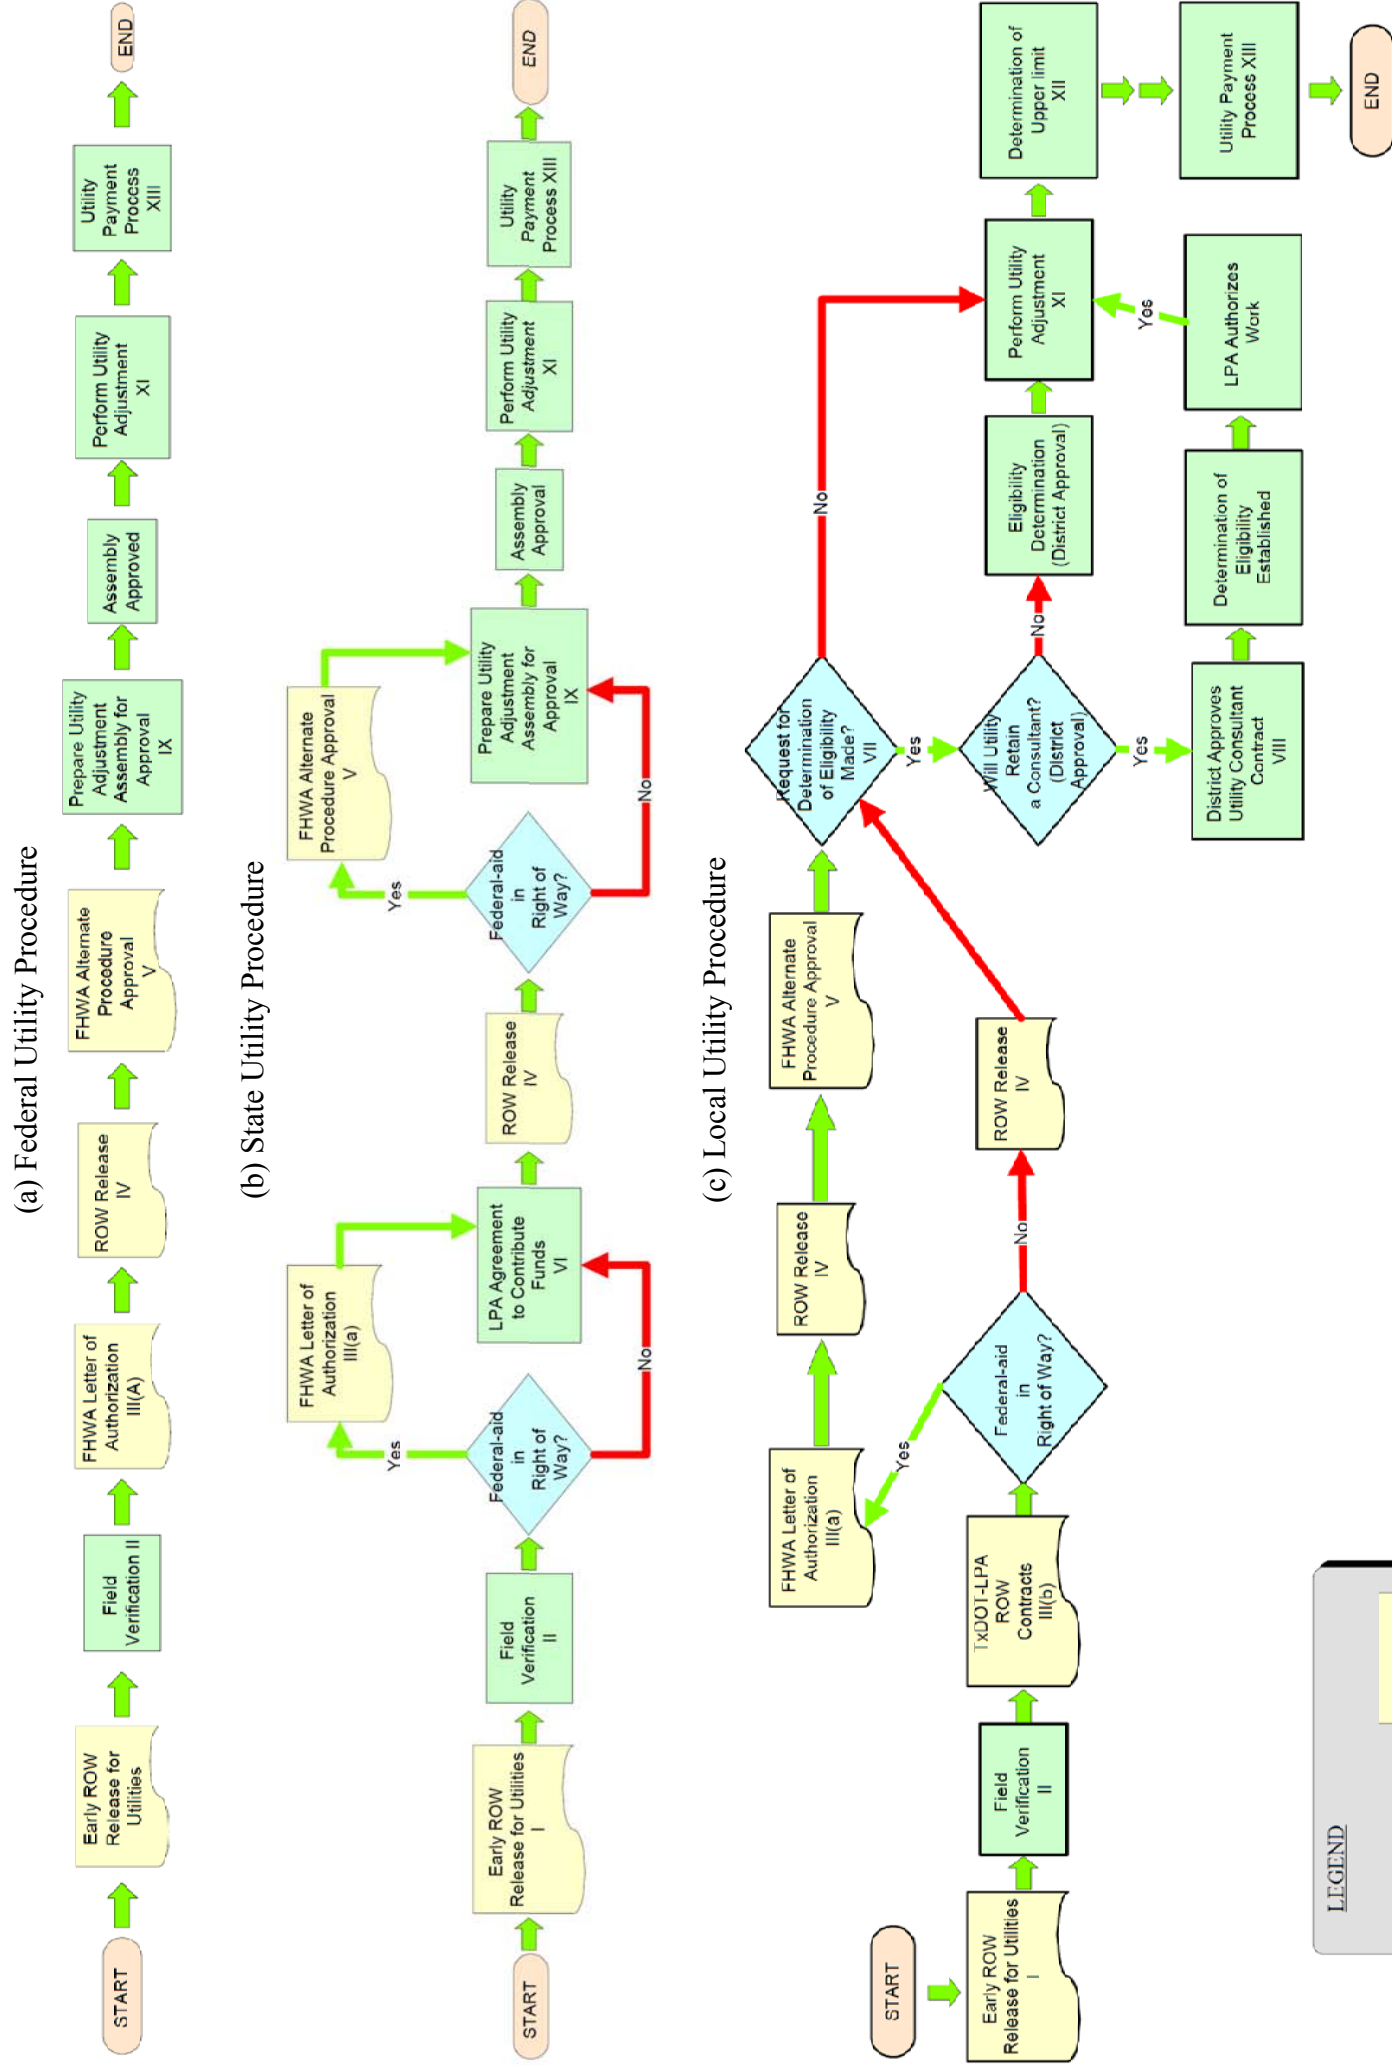 (a) Federal Utility Procedure
START
Early ROW
Release for
Utilities
Field
Verification II
FHWA Letter of
Authorization
III(A)
ROW Release
IV
FHWA Alternate
Procedure
Approval
V
Prepare Utility
Adjustment
Assembly for
Approval
IX
Assembly
Approved
Perform Utility
Adjustment
XI
Utility
Payment
Process
XIII
END
(b) State Utility Procedure
START
Early ROW
Release for Utilities
I
Field
Verification
II
Federal-aid
in
Right of
Way?
Yes
No
FHWA Letter of
Authorization
III(a)
LPA Agreement
to Contribute
Funds
VI
ROW Release
IV
Federal-aid
in
Right of
Way?
Yes
No
FHWA Alternate
Procedure Approval
V
Prepare Utility
Adjustment
Assembly for
Approval
IX
Assembly
Approval
Perform Utility
Adjustment
XI
Utility
Payment
Process XIII
END
(c) Local Utility Procedure
START
Early ROW
Release for Utilities
I
Field
Verification
II
TxDOT-LPA
ROW
Contracts
III(b)
Federal-aid
in
Right of Way?
Yes
No
FHWA Letter of
Authorization
III(a)
ROW Release
IV
FHWA Alternate
Procedure Approval
V
ROW Release
IV
Request for
Determination
of Eligibility
Made?
VII
No
Yes
Will Utility
Retain
a Consultant?
(District
Approval)
No
Yes
Eligibility
Determination
(District Approval)
District Approves
Utility Consultant
Contract
VIII
Determination of
Eligibility
Established
LPA Authorizes
Work
Yes
Perform Utility
Adjustment
XI
Determination of
Upper limit
XII
Utility Payment
Process XIII
END
LEGEND